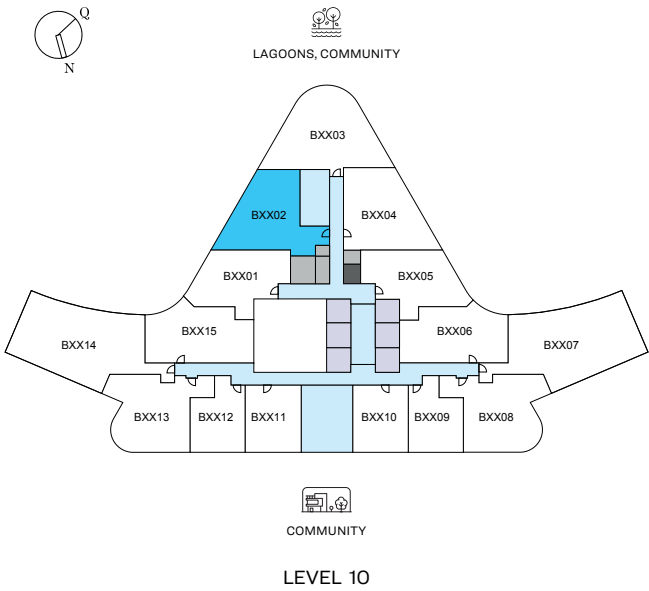 Q
N
LAGOONS, COMMUNITY
BXX03
BXX02
BXX04
BXX01
BXX05
BXX15
BXX06
BXX14
BXX07
BXX13
BXX12
BXX11
BXX10
BXX09
BXX08
COMMUNITY
LEVEL 10